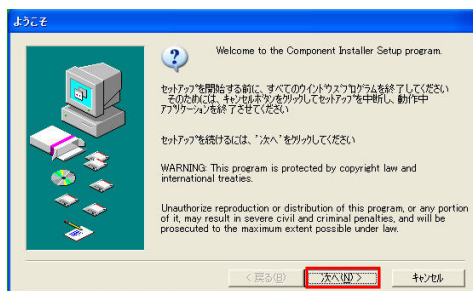 ようこそ
Welcome to the Component Installer Setup program.
セットアップを開始する前に、すべてのウインドウズプログラムを終了してください
そのためには、キャンセルボタンをクリックしてセットアップを中断し、動作中
アプリケーションを終了させてください
セットアップを続けるには、'次へ'をクリックしてください
WARNING: This program is protected by copyright law and
international treaties.
Unauthorize reproduction or distribution of this program, or any portion
of it, may result in severe civil and criminal penalties, and will be
prosecuted to the maximum extent possible under law.
< 戻る(B) 次へ(N) > キャンセル